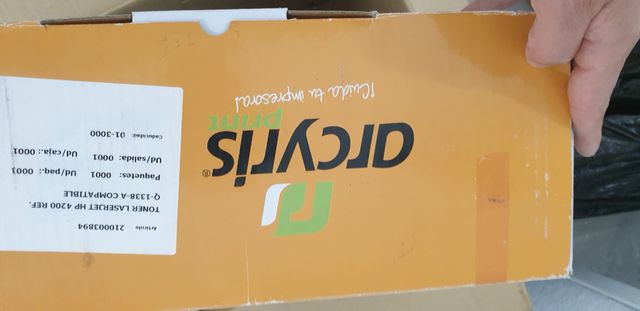 arcyris®
print
¡Cuida tu impresora!
Artículo 210003894
TONER LASERJET HP 4200 REF.
Q-1338-A COMPATIBLE
Paquetes: 0001 Ud/paq.: 0001
Ud/salida: 0001 Ud/caja.: 0001
Caducidad: 01-3000